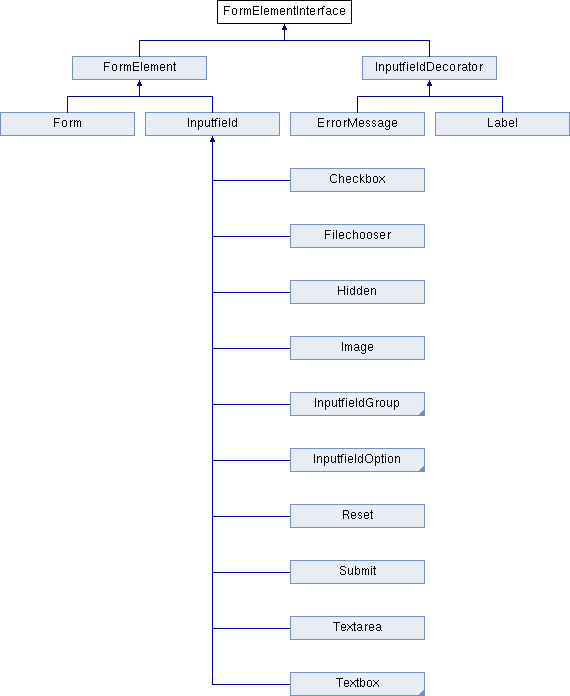 FormElementInterface
FormElement
InputfieldDecorator
Form
Inputfield
ErrorMessage
Label
Checkbox
Filechooser
Hidden
Image
InputfieldGroup
InputfieldOption
Reset
Submit
Textarea
Textbox